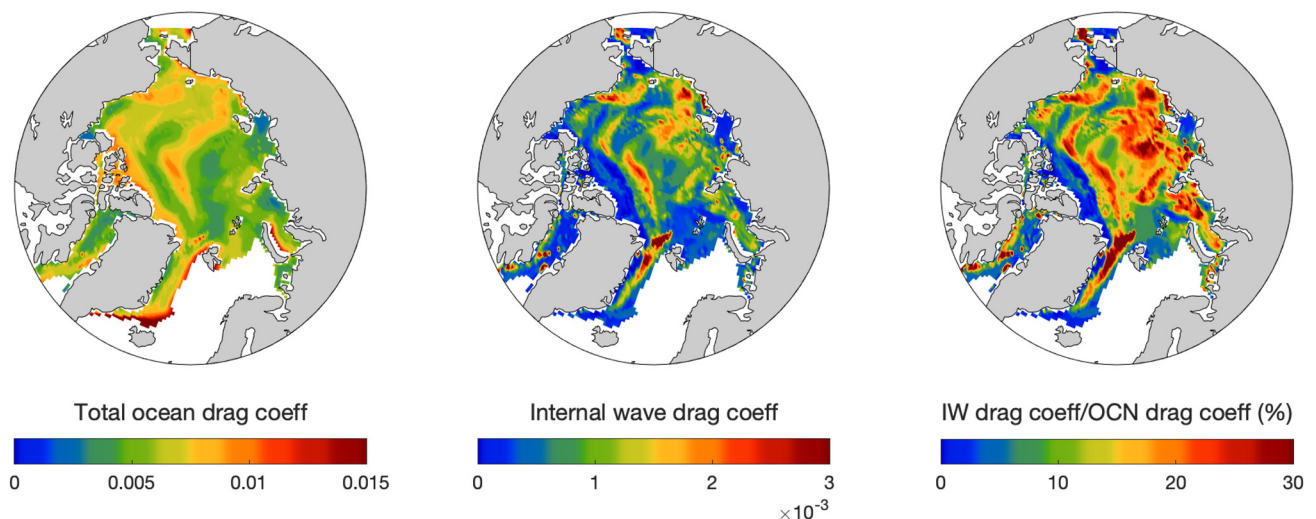 Total ocean drag coeff
0 0.005 0.01 0.015
Internal wave drag coeff
0 1 2 3
×10-3
IW drag coeff/OCN drag coeff (%)
0 10 20 30